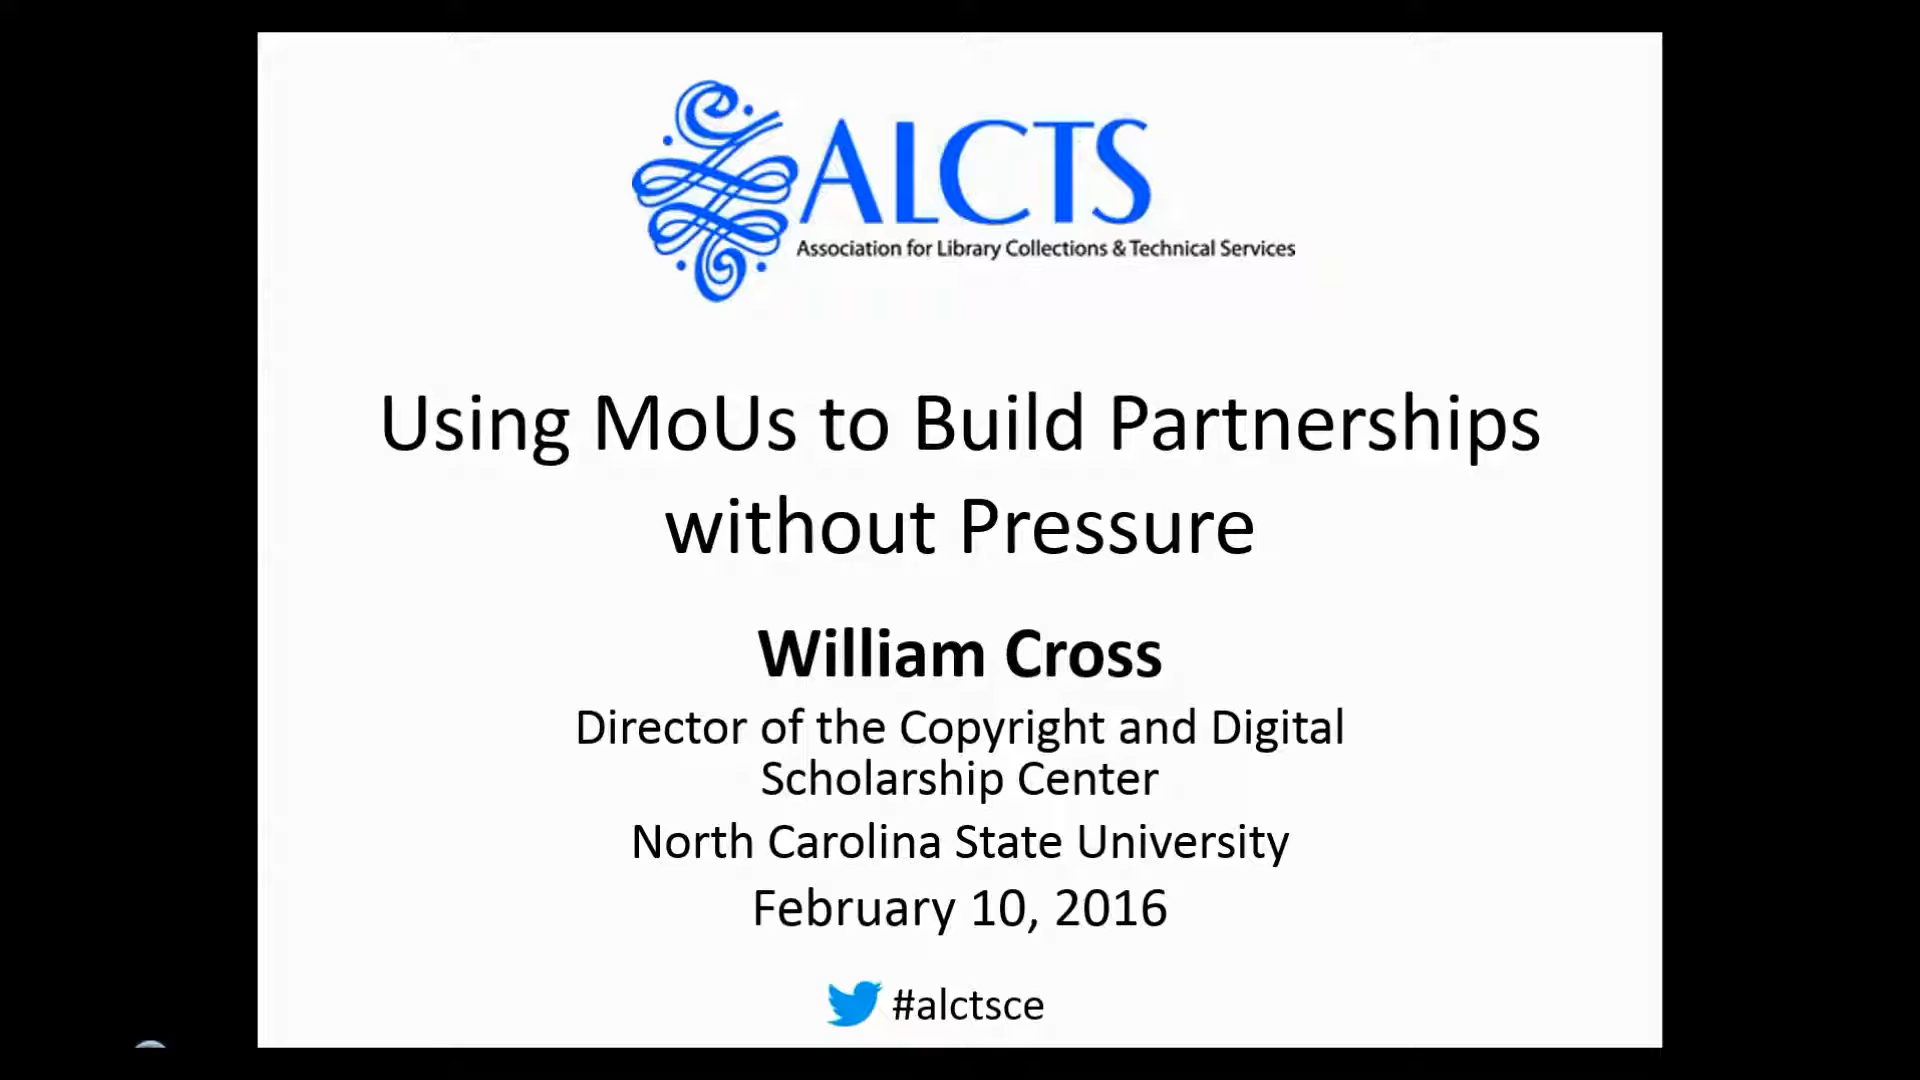 ALCTS
Association for Library Collections & Technical Services
Using MoUs to Build Partnerships
without Pressure
William Cross
Director of the Copyright and Digital
Scholarship Center
North Carolina State University
February 10, 2016
#alctsce